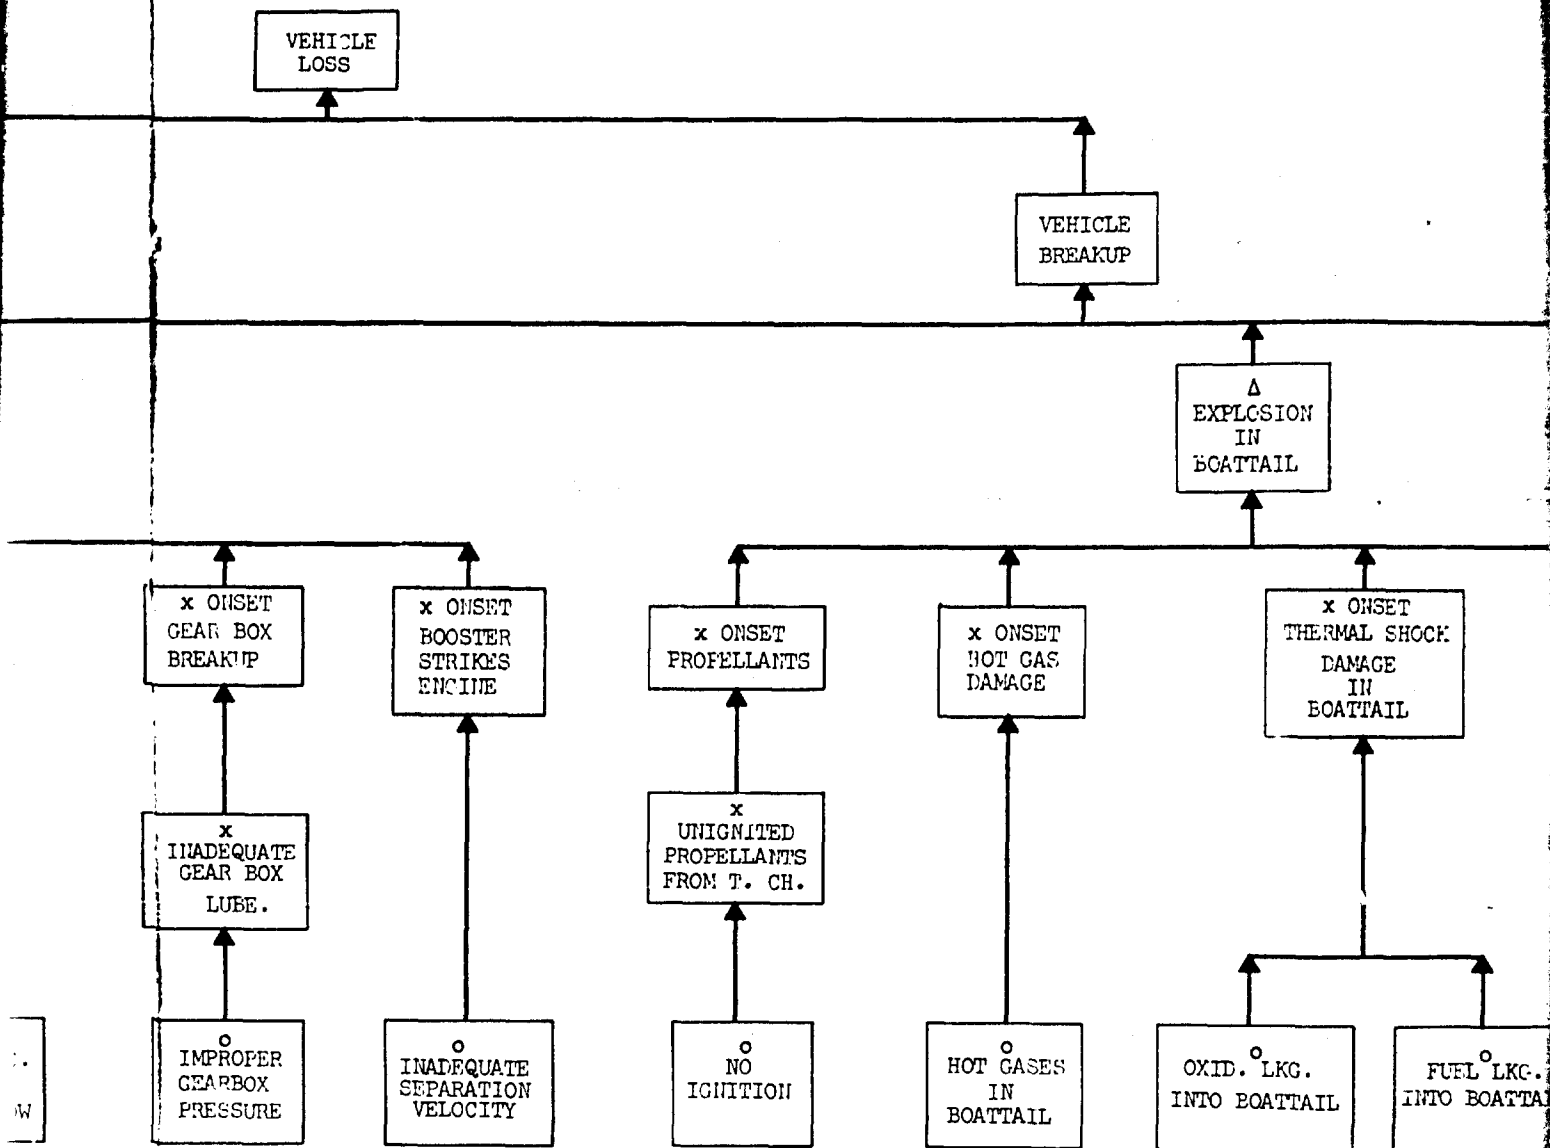 VEHICLE
LOSS
VEHICLE
BREAKUP
Δ
EXPLOSION
IN
BOATTAIL
x ONSET
GEAR BOX
BREAKUP
x ONSET
BOOSTER
STRIKES
ENGINE
x ONSET
PROPELLANTS
x ONSET
HOT GAS
DAMAGE
x ONSET
THERMAL SHOCK
DAMAGE
IN
BOATTAIL
x
INADEQUATE
GEAR BOX
LUBE.
x
UNIGNITED
PROPELLANTS
FROM T. CH.
OW
o
IMPROPER
GEARBOX
PRESSURE
o
INADEQUATE
SEPARATION
VELOCITY
o
NO
IGNITION
o
HOT GASES
IN
BOATTAIL
o
OXID. LKG.
INTO BOATTAIL
o
FUEL LKG.
INTO BOATTAI